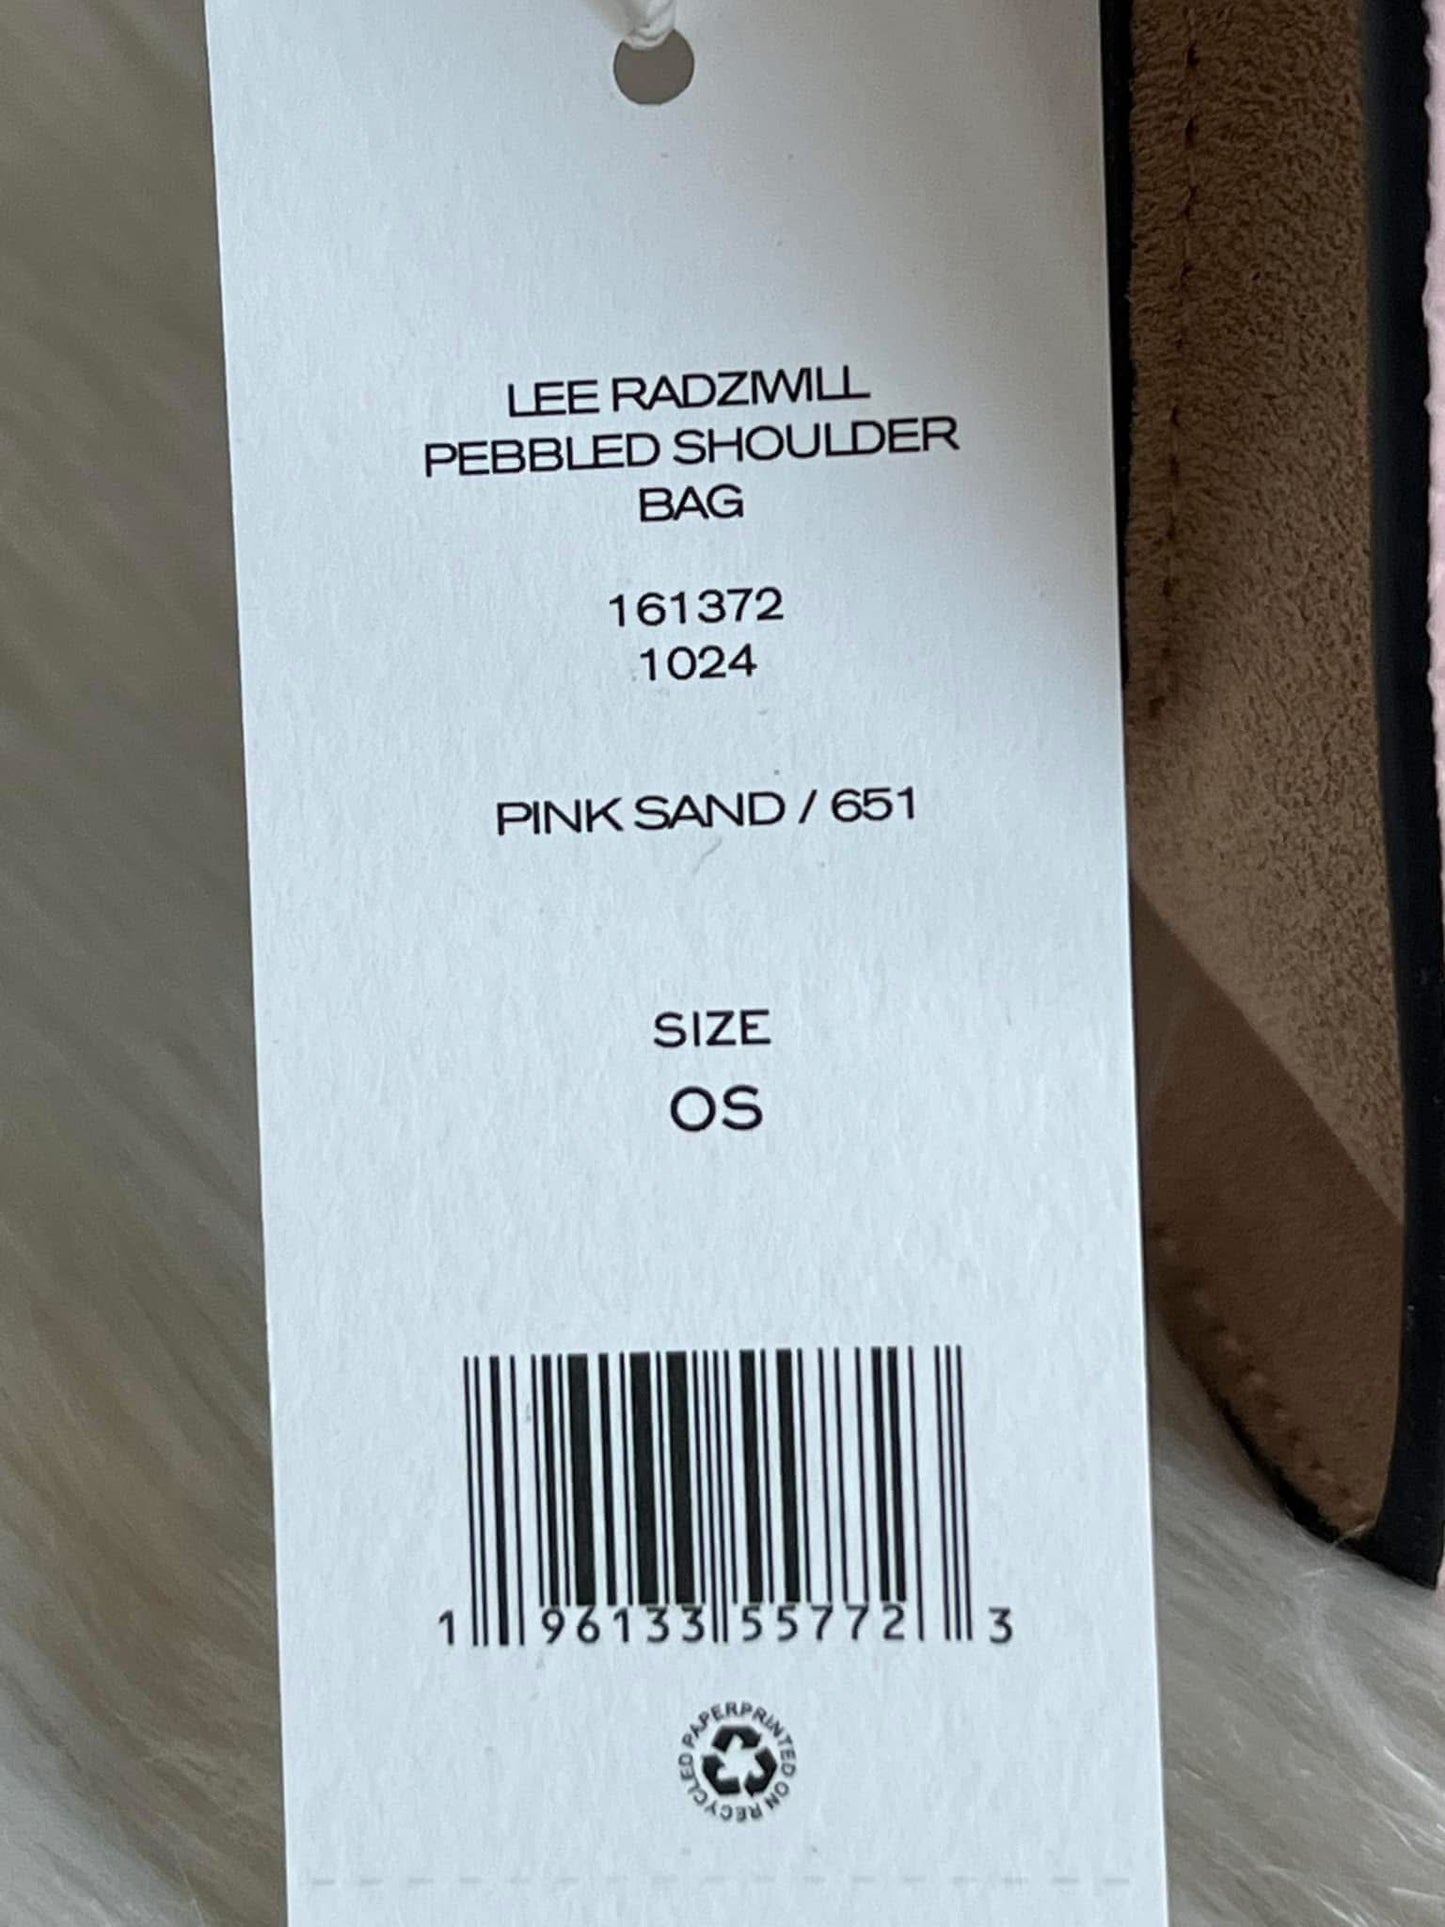 LEE RADZIWILL
PEBBLED SHOULDER
BAG
161372
1024
PINK SAND / 651
SIZE
OS
1 96133 55772 3
PRINTED ON RECYCLED PAPER